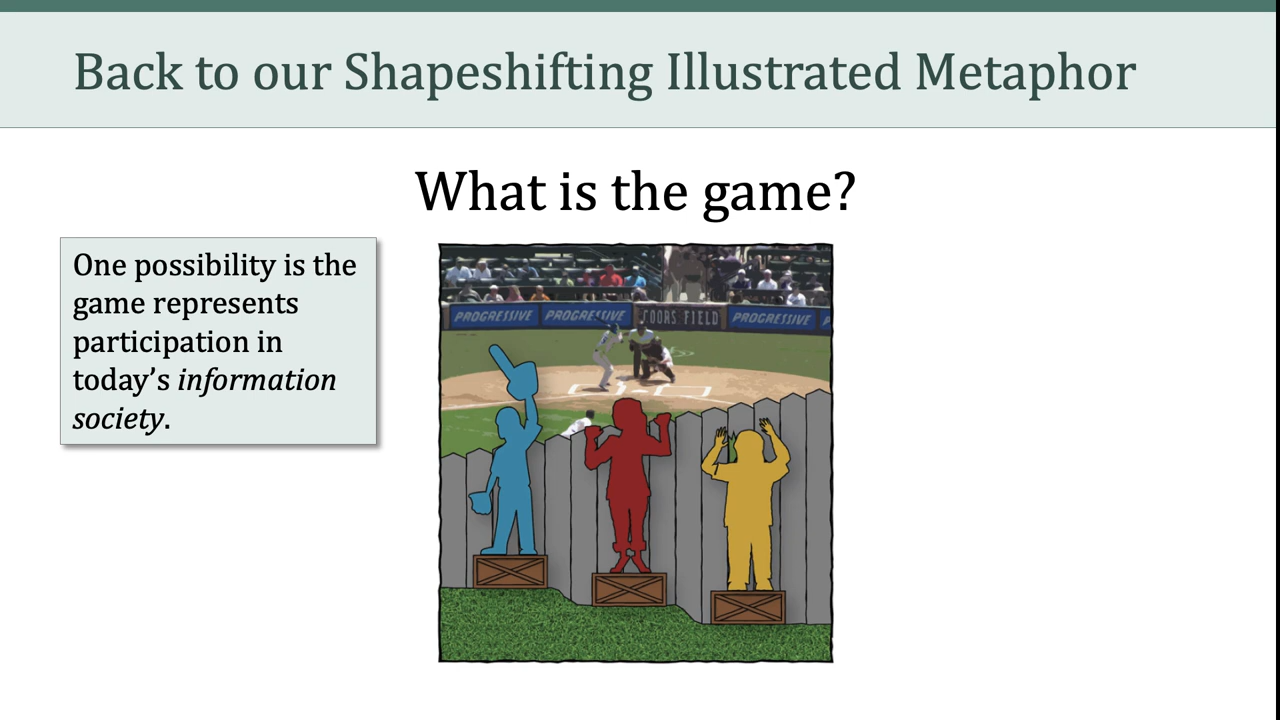 Back to our Shapeshifting Illustrated Metaphor
What is the game?
One possibility is the
game represents
participation in
today’s information
society.
PROGRESSIVE PROGRESSIVE COORS FIELD PROGRESSIVE